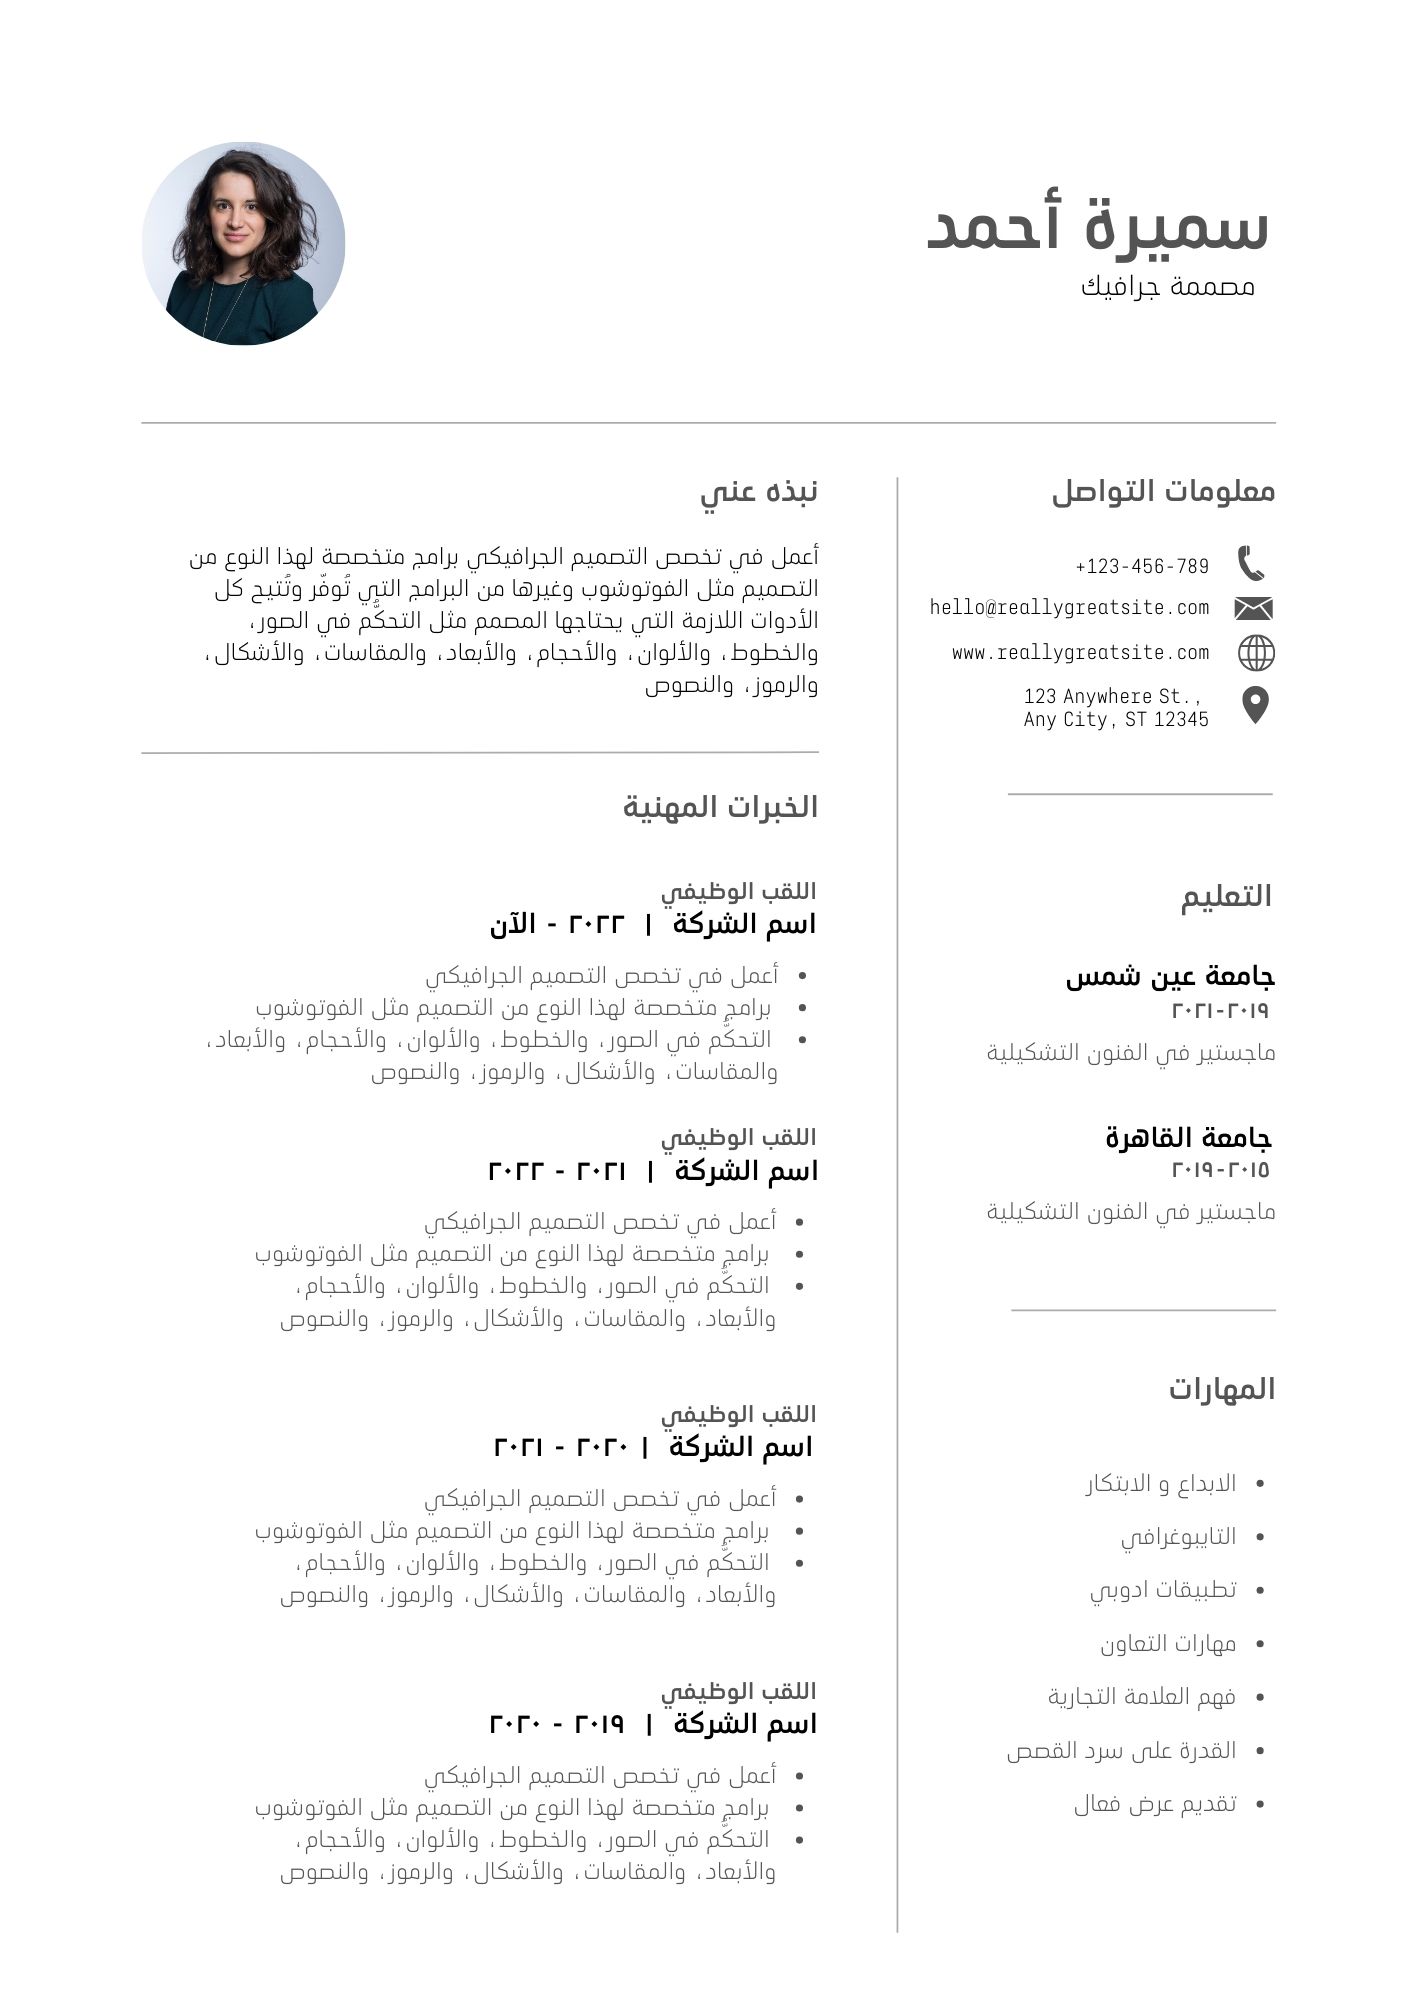 سميرة أحمد
مصممة جرافيك
معلومات التواصل
+123-456-789
hello@reallygreatsite.com
www.reallygreatsite.com
123 Anywhere St.,
Any City, ST 12345
التعليم
جامعة عين شمس
٢٠١٩-٢٠٢١
ماجستير في الفنون التشكيلية
جامعة القاهرة
٢٠١٥-٢٠١٩
ماجستير في الفنون التشكيلية
المهارات
• الابداع و الابتكار
• التايبوغرافي
• تطبيقات ادوبي
• مهارات التعاون
• فهم العلامة التجارية
• القدرة على سرد القصص
• تقديم عرض فعال
نبذه عني
أعمل في تخصص التصميم الجرافيكي برامج متخصصة لهذا النوع من
التصميم مثل الفوتوشوب وغيرها من البرامج التي تُوفّر وتُتيح كل
الأدوات اللازمة التي يحتاجها المصمم مثل التحكُّم في الصور،
والخطوط، والألوان، والأحجام، والأبعاد، والمقاسات، والأشكال،
والرموز، والنصوص
الخبرات المهنية
اللقب الوظيفي
اسم الشركة | ٢٠٢٢ - الآن
• أعمل في تخصص التصميم الجرافيكي
• برامج متخصصة لهذا النوع من التصميم مثل الفوتوشوب
• التحكُّم في الصور، والخطوط، والألوان، والأحجام، والأبعاد،
والمقاسات، والأشكال، والرموز، والنصوص
اللقب الوظيفي
اسم الشركة | ٢٠٢١ - ٢٠٢٢
• أعمل في تخصص التصميم الجرافيكي
• برامج متخصصة لهذا النوع من التصميم مثل الفوتوشوب
• التحكُّم في الصور، والخطوط، والألوان، والأحجام،
والأبعاد، والمقاسات، والأشكال، والرموز، والنصوص
اللقب الوظيفي
اسم الشركة | ٢٠٢٠ - ٢٠٢١
• أعمل في تخصص التصميم الجرافيكي
• برامج متخصصة لهذا النوع من التصميم مثل الفوتوشوب
• التحكُّم في الصور، والخطوط، والألوان، والأحجام،
والأبعاد، والمقاسات، والأشكال، والرموز، والنصوص
اللقب الوظيفي
اسم الشركة | ٢٠١٩ - ٢٠٢٠
• أعمل في تخصص التصميم الجرافيكي
• برامج متخصصة لهذا النوع من التصميم مثل الفوتوشوب
• التحكُّم في الصور، والخطوط، والألوان، والأحجام،
والأبعاد، والمقاسات، والأشكال، والرموز، والنصوص